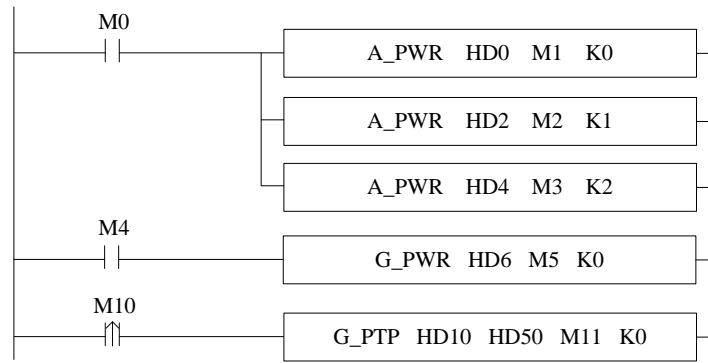 M0
A_PWR HD0 M1 K0
A_PWR HD2 M2 K1
A_PWR HD4 M3 K2
M4
G_PWR HD6 M5 K0
M10
G_PTP HD10 HD50 M11 K0